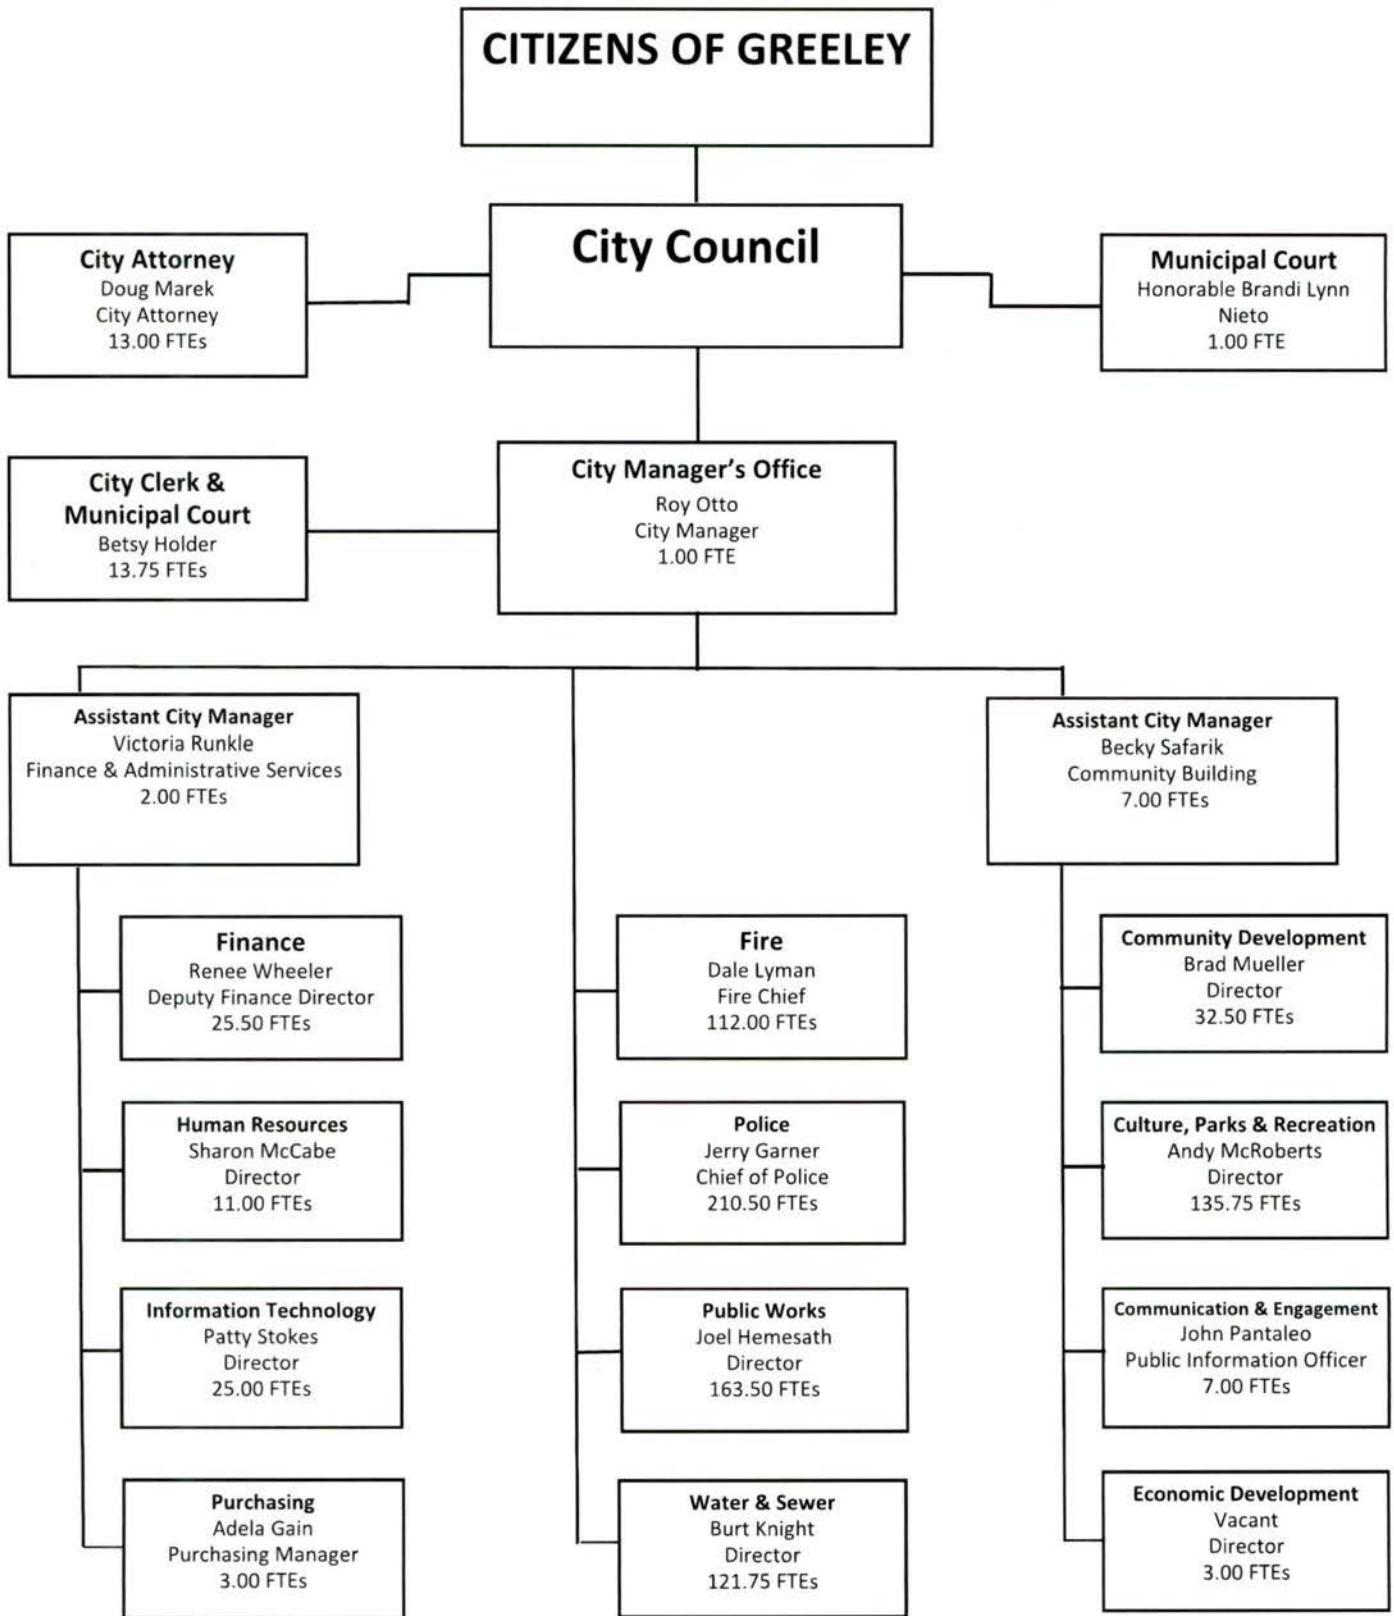 CITIZENS OF GREELEY
City Council
City Attorney
Doug Marek
City Attorney
13.00 FTEs
Municipal Court
Honorable Brandi Lynn
Nieto
1.00 FTE
City Clerk &
Municipal Court
Betsy Holder
13.75 FTEs
City Manager's Office
Roy Otto
City Manager
1.00 FTE
Assistant City Manager
Victoria Runkle
Finance & Administrative Services
2.00 FTEs
Assistant City Manager
Becky Safarik
Community Building
7.00 FTEs
Finance
Renee Wheeler
Deputy Finance Director
25.50 FTEs
Human Resources
Sharon McCabe
Director
11.00 FTEs
Information Technology
Patty Stokes
Director
25.00 FTEs
Purchasing
Adela Gain
Purchasing Manager
3.00 FTEs
Fire
Dale Lyman
Fire Chief
112.00 FTEs
Police
Jerry Garner
Chief of Police
210.50 FTEs
Public Works
Joel Hemesath
Director
163.50 FTEs
Water & Sewer
Burt Knight
Director
121.75 FTEs
Community Development
Brad Mueller
Director
32.50 FTEs
Culture, Parks & Recreation
Andy McRoberts
Director
135.75 FTEs
Communication & Engagement
John Pantaleo
Public Information Officer
7.00 FTEs
Economic Development
Vacant
Director
3.00 FTEs